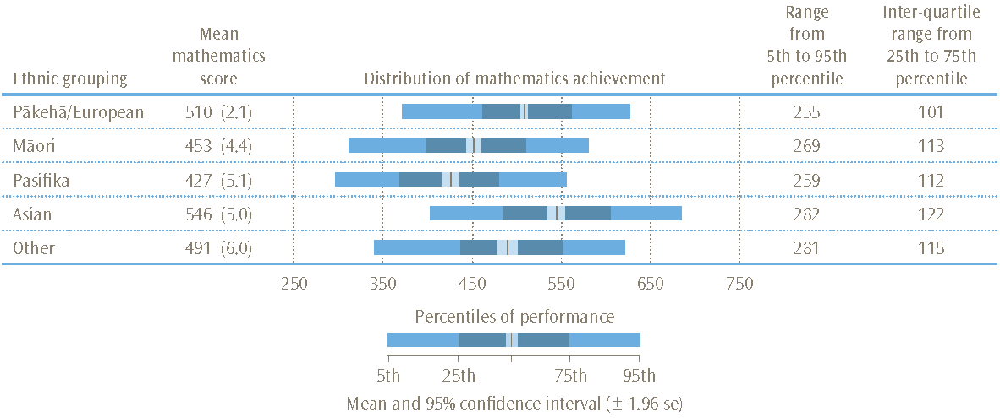 Ethnic grouping
Mean
mathematics
score
Distribution of mathematics achievement
Range
from
5th to 95th
percentile
Inter-quartile
range from
25th to 75th
percentile
Pākehā/European 510 (2.1) 255 101
Māori 453 (4.4) 269 113
Pasifika 427 (5.1) 259 112
Asian 546 (5.0) 282 122
Other 491 (6.0) 281 115
250 350 450 550 650 750
Percentiles of performance
5th 25th 75th 95th
Mean and 95% confidence interval (± 1.96 se)